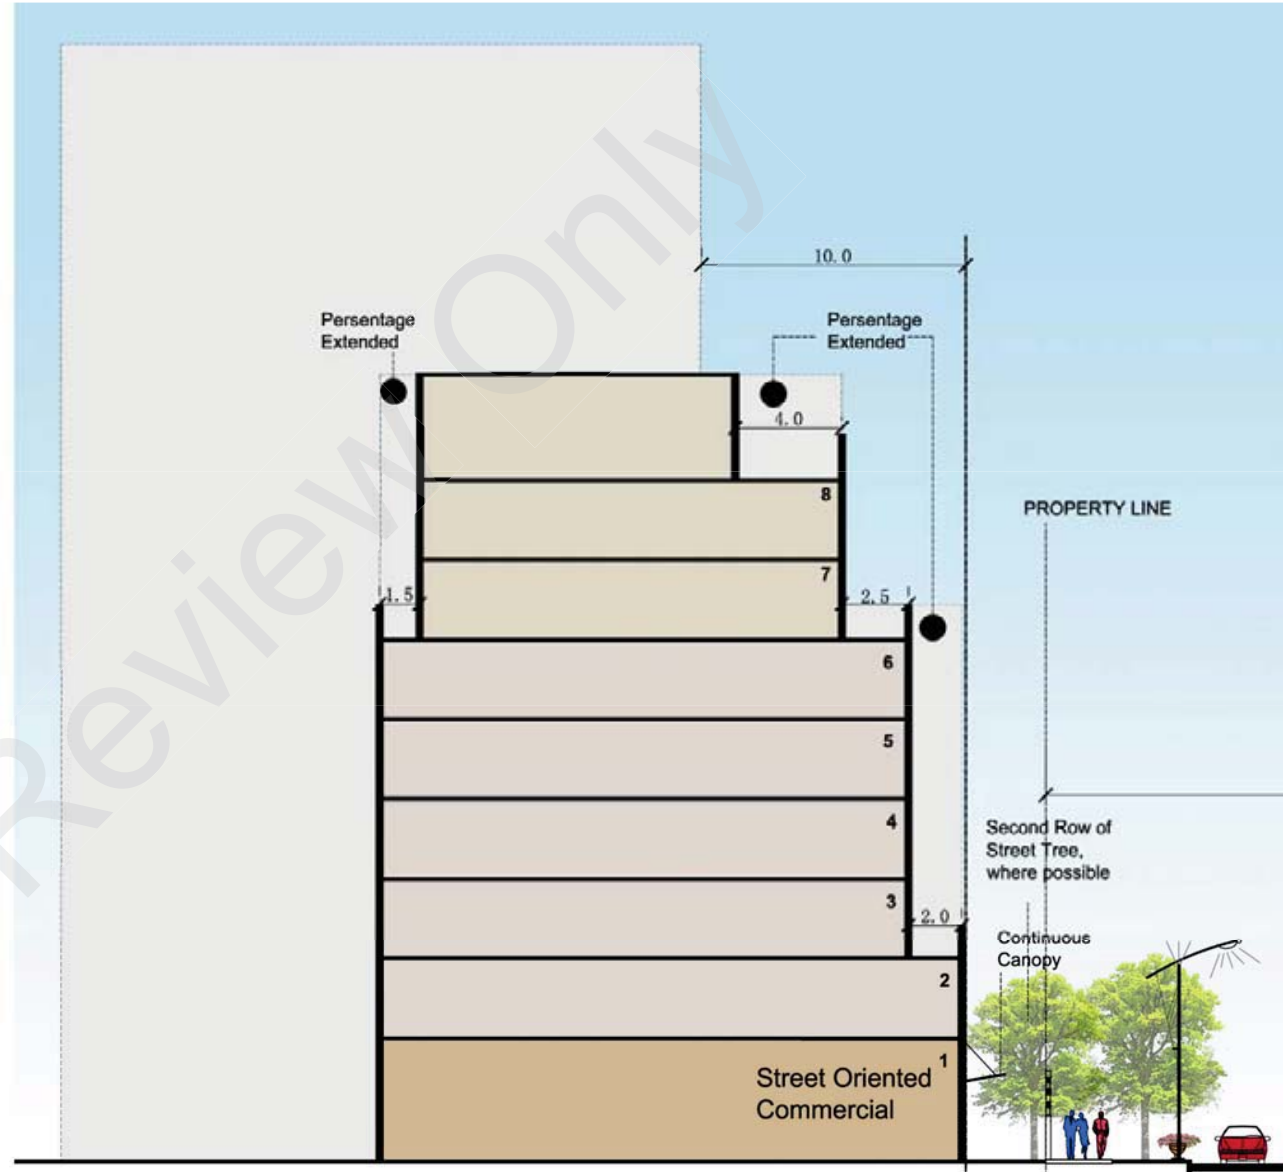 10.0
Persentage
Extended
Persentage
Extended
4.0
8
PROPERTY LINE
7
1.5
2.5
6
5
4
Second Row of
Street Tree,
where possible
3
2.0
Continuous
Canopy
2
1
Street Oriented
Commercial
Review Only